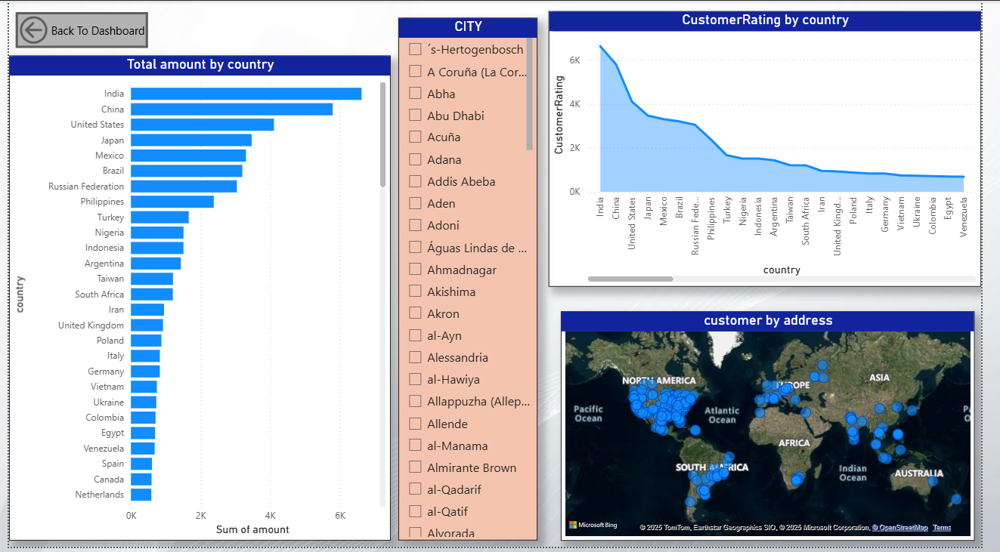 Back To Dashboard
Total amount by country
country
India
China
United States
Japan
Mexico
Brazil
Russian Federation
Philippines
Turkey
Nigeria
Indonesia
Argentina
Taiwan
South Africa
Iran
United Kingdom
Poland
Italy
Germany
Vietnam
Ukraine
Colombia
Egypt
Venezuela
Spain
Canada
Netherlands
0K 2K 4K 6K
Sum of amount
CITY
´s-Hertogenbosch
A Coruña (La Cor...
Abha
Abu Dhabi
Acuña
Adana
Addis Abeba
Aden
Adoni
Águas Lindas de ...
Ahmadnagar
Akishima
Akron
al-Ayn
Alessandria
al-Hawiya
Allappuzha (Allep...
Allende
al-Manama
Almirante Brown
al-Qadarif
al-Qatif
Alvorada
CustomerRating by country
CustomerRating
6K
4K
2K
0K
India
China
United States
Japan
Mexico
Brazil
Russian Fede...
Philippines
Turkey
Nigeria
Indonesia
Argentina
Taiwan
South Africa
Iran
United Kingd...
Poland
Italy
Germany
Vietnam
Ukraine
Colombia
Egypt
Venezuela
country
customer by address
NORTH AMERICA
EUROPE
ASIA
Pacific
Ocean
Atlantic
Ocean
AFRICA
SOUTH AMERICA
Indian
Ocean
AUSTRALIA
Microsoft Bing
© 2025 TomTom, Earthstar Geographics SIO, © 2025 Microsoft Corporation, © OpenStreetMap Terms